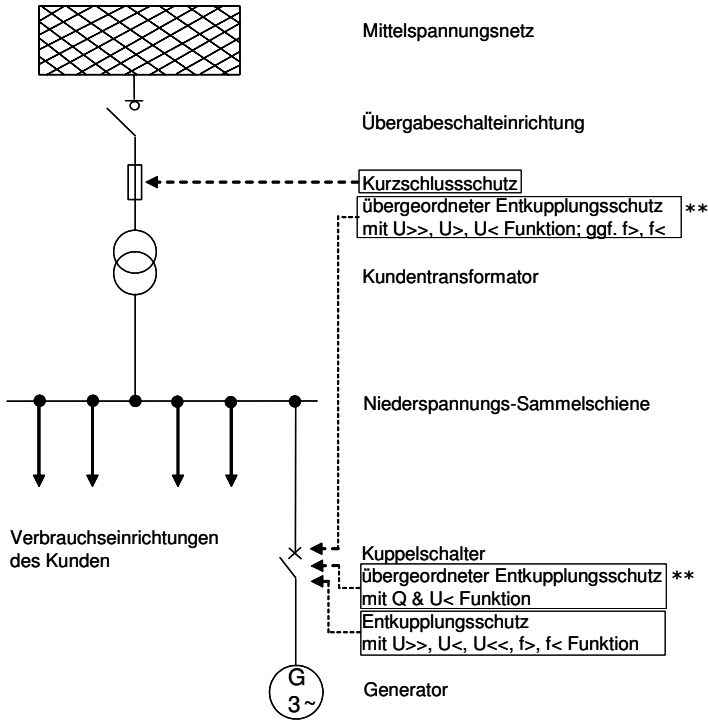 Mittelspannungsnetz
Übergabeschalteinrichtung
Kurzschlussschutz
übergeordneter Entkupplungsschutz **
mit U>>, U>, U< Funktion; ggf. f>, f<
Kundentransformator
Niederspannungs-Sammelschiene
Verbrauchseinrichtungen
des Kunden
Kuppelschalter
übergeordneter Entkupplungsschutz **
mit Q & U< Funktion
Entkupplungsschutz
mit U>>, U<, U<<, f>, f< Funktion
G
3~
Generator